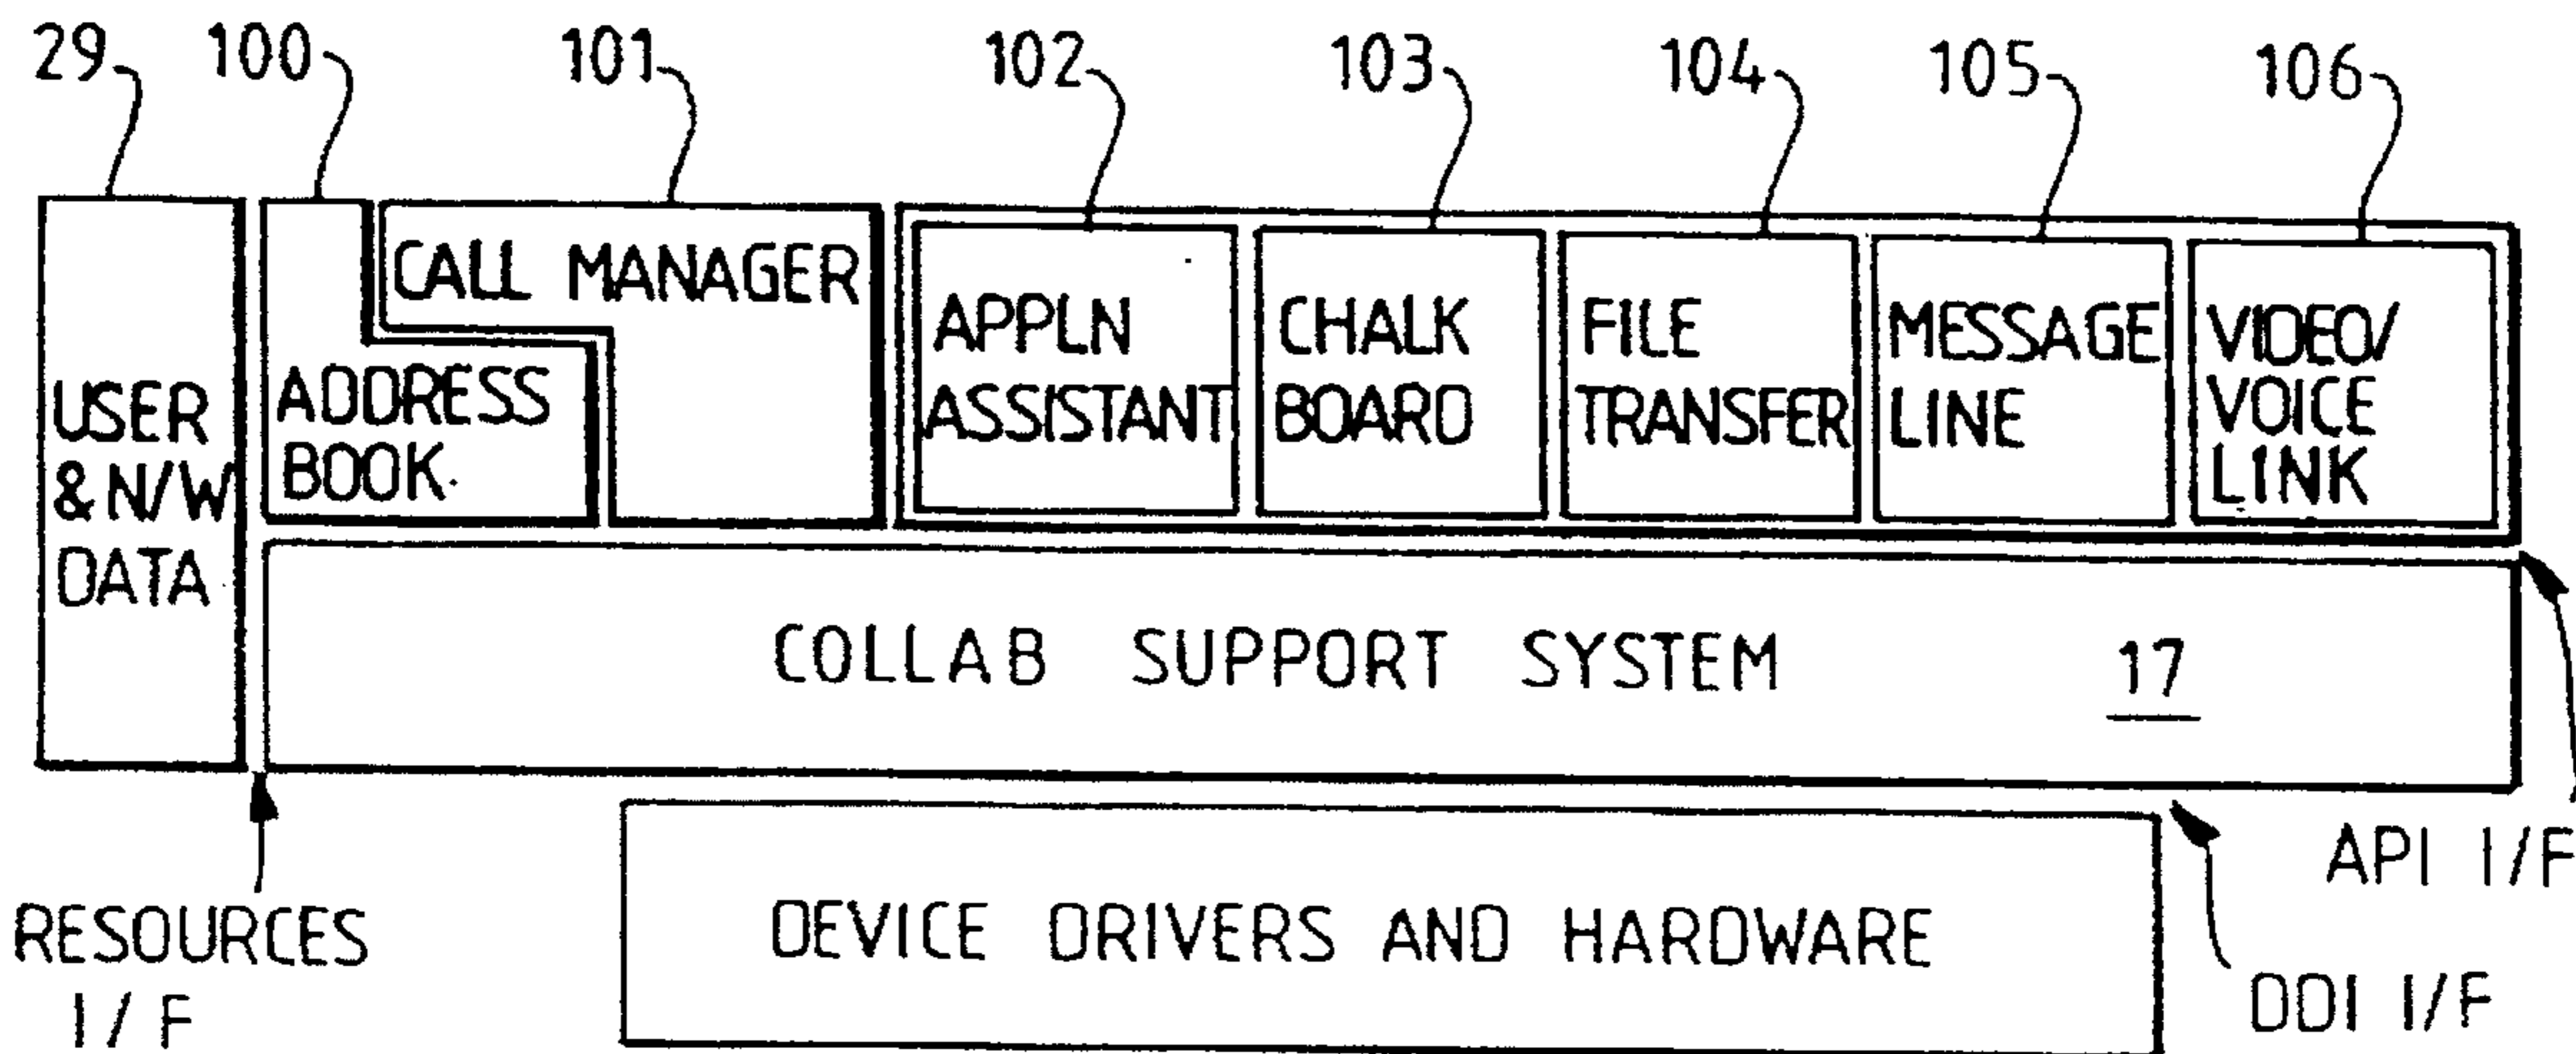 29 100 101 102 103 104 105 106
CALL MANAGER
ADDRESS
BOOK
USER
& N/W
DATA
APPLN
ASSISTANT
CHALK
BOARD
FILE
TRANSFER
MESSAGE
LINE
VIDEO/
VOICE
LINK
COLLAB SUPPORT SYSTEM 17
API I/F
RESOURCES
I/F
DEVICE DRIVERS AND HARDWARE
DDI I/F